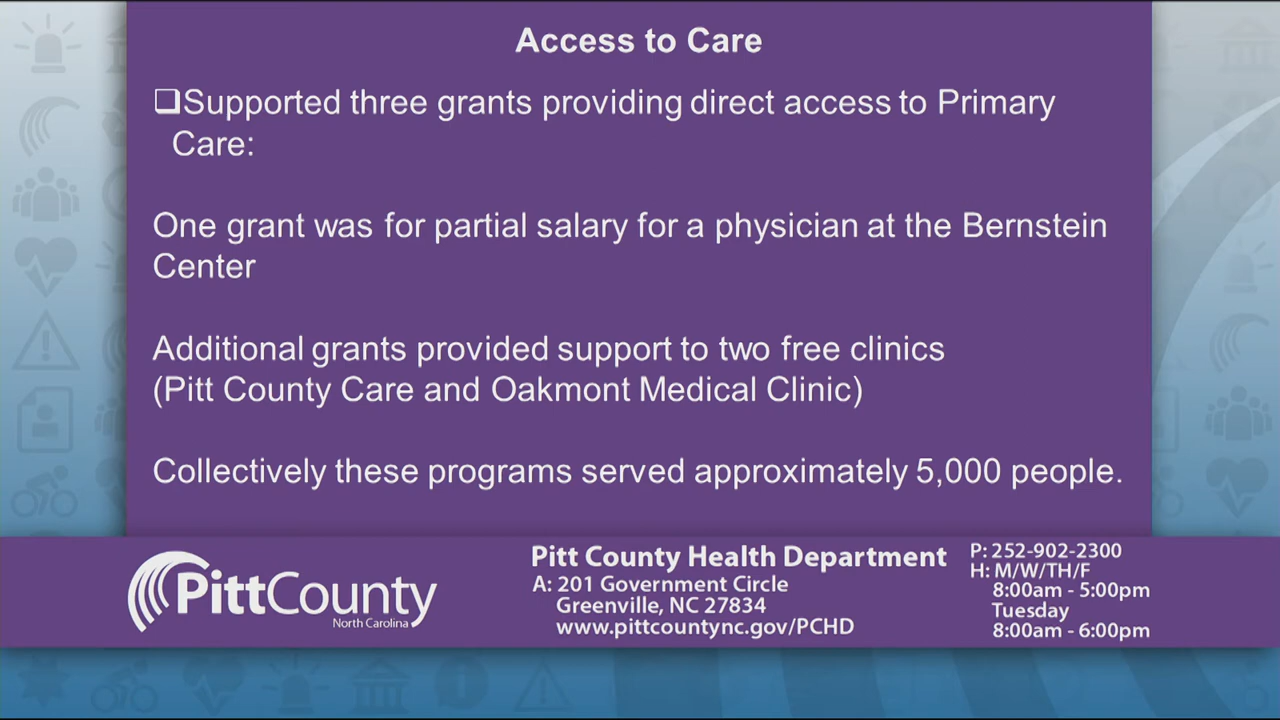 Access to Care
❑Supported three grants providing direct access to Primary
Care:
One grant was for partial salary for a physician at the Bernstein
Center
Additional grants provided support to two free clinics
(Pitt County Care and Oakmont Medical Clinic)
Collectively these programs served approximately 5,000 people.
PittCounty
North Carolina
Pitt County Health Department
A: 201 Government Circle
Greenville, NC 27834
www.pittcountync.gov/PCHD
P: 252-902-2300
H: M/W/TH/F
8:00am - 5:00pm
Tuesday
8:00am - 6:00pm